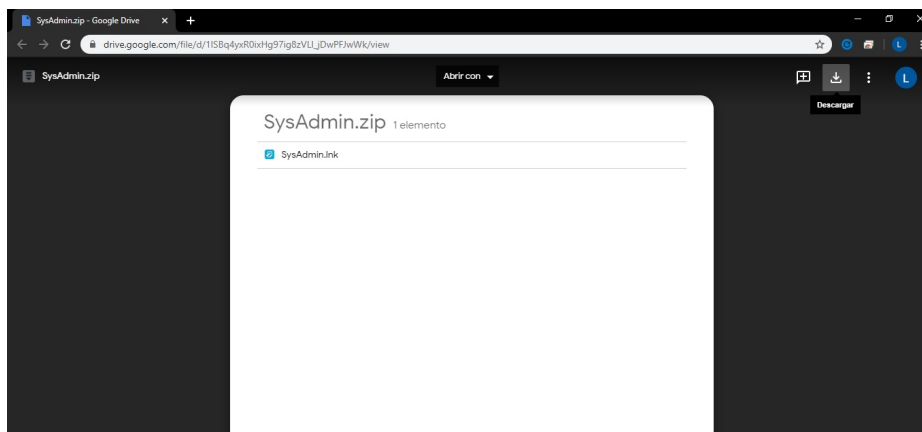 SysAdmin.zip - Google Drive
drive.google.com/file/d/1ISBq4yxR0ixHg97ig8zVLI_jDwPFJwWk/view
SysAdmin.zip
Abrir con
L
Descargar
SysAdmin.zip 1 elemento
SysAdmin.lnk